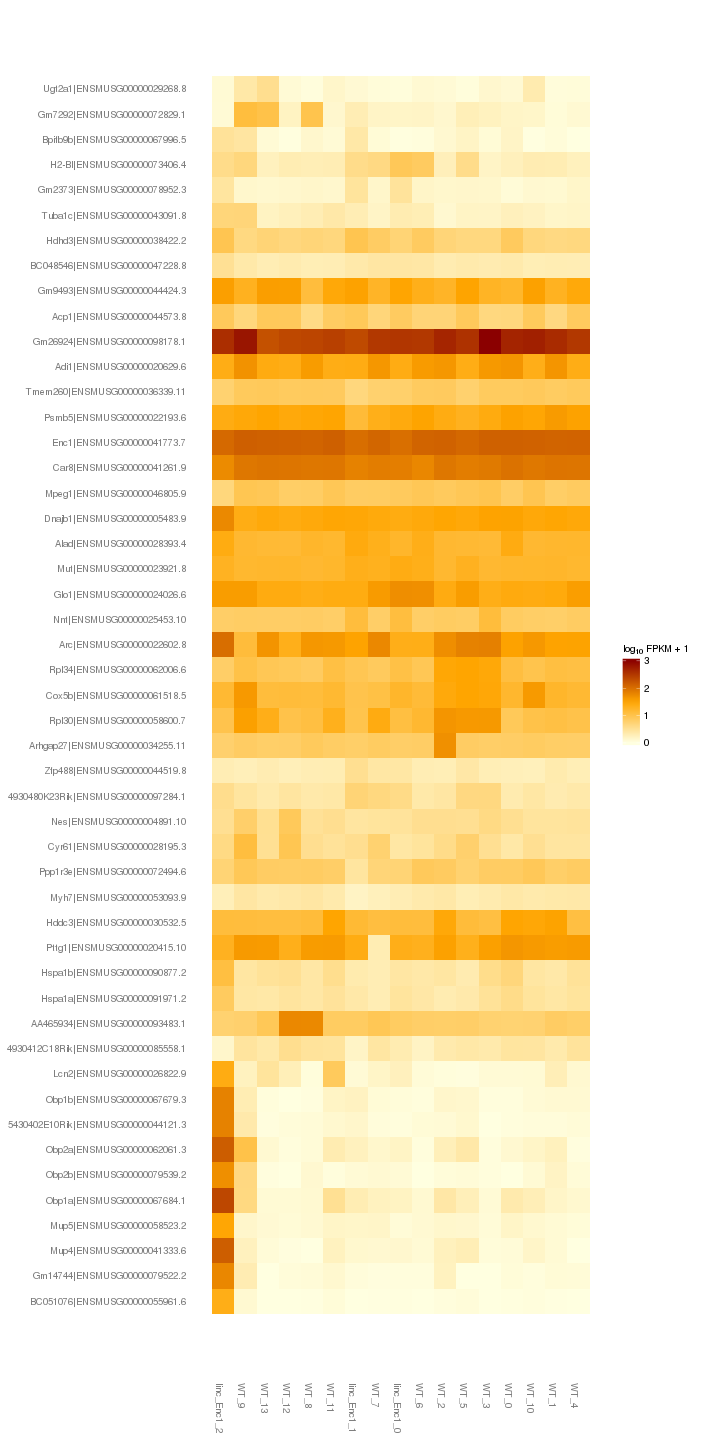 Ugt2a1|ENSMUSG00000029268.8
Gm7292|ENSMUSG00000072829.1
Bpifb9b|ENSMUSG00000067996.5
H2-Bl|ENSMUSG00000073406.4
Gm2373|ENSMUSG00000078952.3
Tuba1c|ENSMUSG00000043091.8
Hdhd3|ENSMUSG00000038422.2
BC048546|ENSMUSG00000047228.8
Gm9493|ENSMUSG00000044424.3
Acp1|ENSMUSG00000044573.8
Gm26924|ENSMUSG00000098178.1
Adi1|ENSMUSG00000020629.6
Tmem260|ENSMUSG00000036339.11
Psmb5|ENSMUSG00000022193.6
Enc1|ENSMUSG00000041773.7
Car8|ENSMUSG00000041261.9
Mpeg1|ENSMUSG00000046805.9
Dnajb1|ENSMUSG00000005483.9
Alad|ENSMUSG00000028393.4
Mut|ENSMUSG00000023921.8
Glo1|ENSMUSG00000024026.6
Nnt|ENSMUSG00000025453.10
Arc|ENSMUSG00000022602.8
Rpl34|ENSMUSG00000062006.6
Cox5b|ENSMUSG00000061518.5
Rpl30|ENSMUSG00000058600.7
Arhgap27|ENSMUSG00000034255.11
Zfp488|ENSMUSG00000044519.8
4930480K23Rik|ENSMUSG00000097284.1
Nes|ENSMUSG00000004891.10
Cyr61|ENSMUSG00000028195.3
Ppp1r3e|ENSMUSG00000072494.6
Myh7|ENSMUSG00000053093.9
Hddc3|ENSMUSG00000030532.5
Pttg1|ENSMUSG00000020415.10
Hspa1b|ENSMUSG00000090877.2
Hspa1a|ENSMUSG00000091971.2
AA465934|ENSMUSG00000093483.1
4930412C18Rik|ENSMUSG00000085558.1
Lcn2|ENSMUSG00000026822.9
Obp1b|ENSMUSG00000067679.3
5430402E10Rik|ENSMUSG00000044121.3
Obp2a|ENSMUSG00000062061.3
Obp2b|ENSMUSG00000079539.2
Obp1a|ENSMUSG00000067684.1
Mup5|ENSMUSG00000058523.2
Mup4|ENSMUSG00000041333.6
Gm14744|ENSMUSG00000079522.2
BC051076|ENSMUSG00000055961.6
log10 FPKM + 1
3
2
1
0
linc_Enc1_2
WT_9
WT_13
WT_12
WT_8
WT_11
linc_Enc1_1
WT_7
linc_Enc1_0
WT_6
WT_2
WT_5
WT_3
WT_0
WT_10
WT_1
WT_4